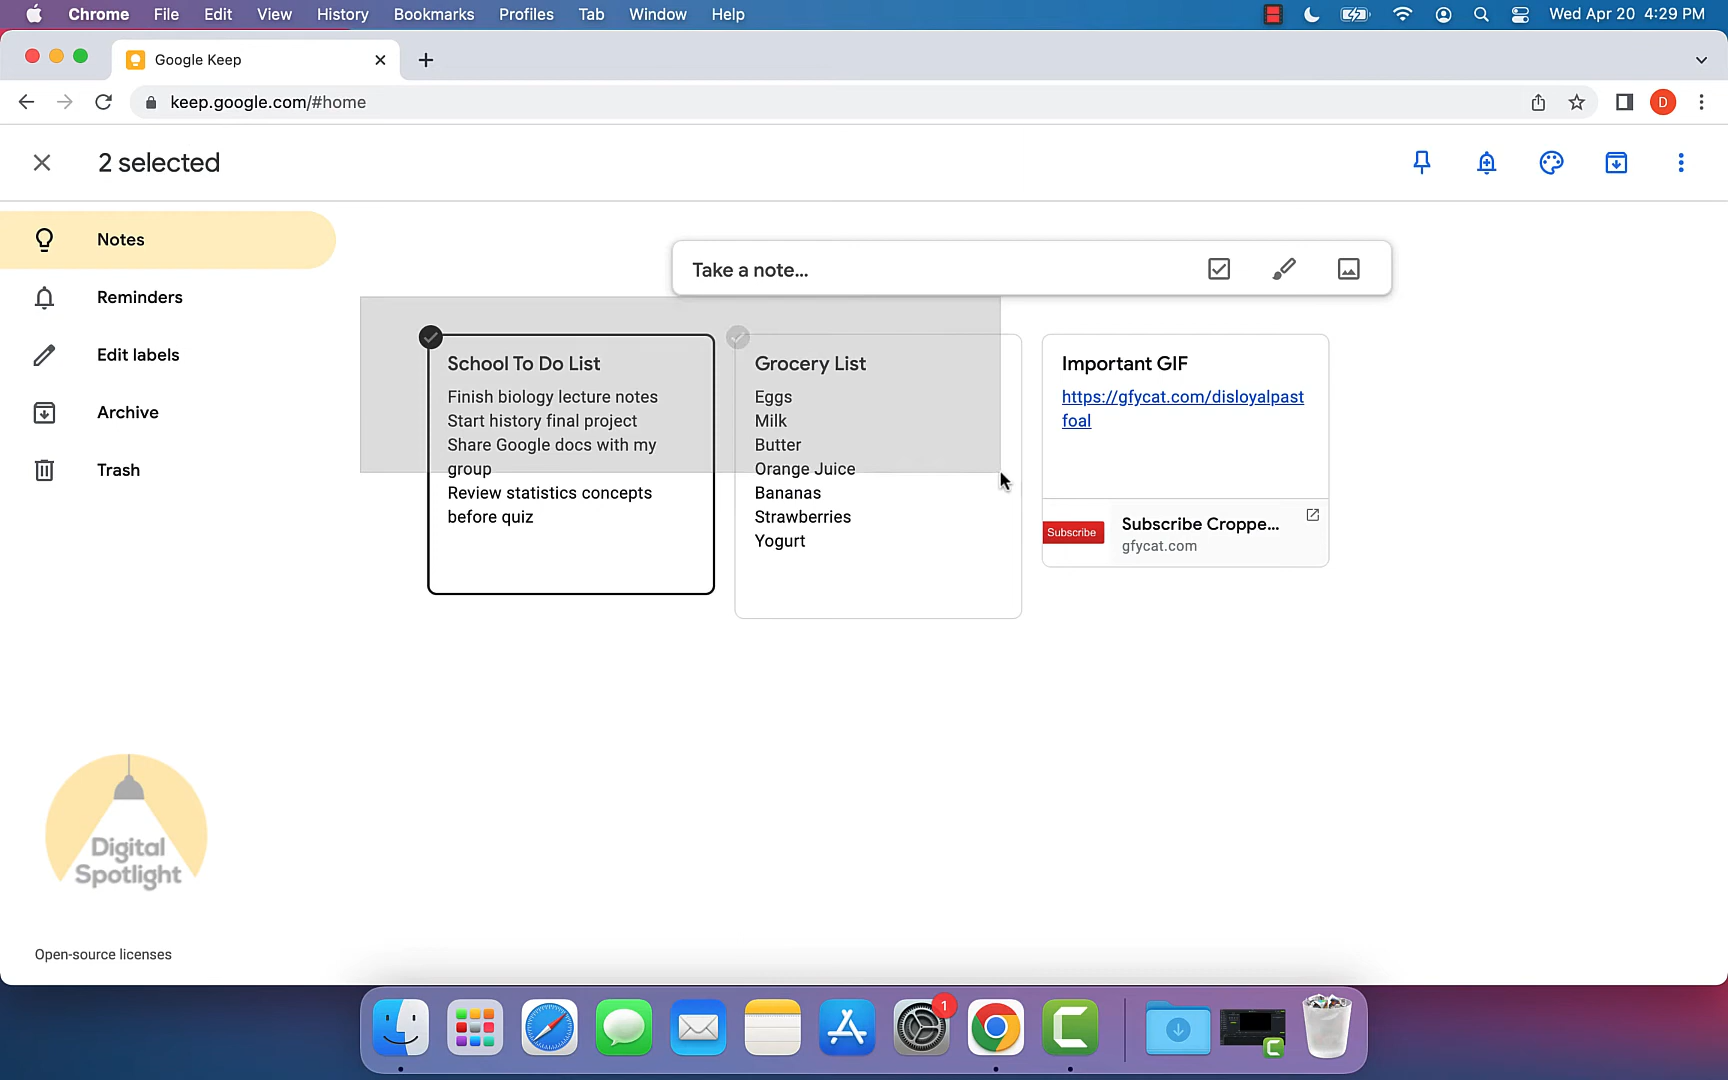 Chrome File Edit View History Bookmarks Profiles Tab Window Help Wed Apr 20 4:29 PM
Google Keep
keep.google.com/#home
D
2 selected
Notes
Reminders
Edit labels
Archive
Trash
Take a note...
School To Do List
Finish biology lecture notes
Start history final project
Share Google docs with my
group
Review statistics concepts
before quiz
Grocery List
Eggs
Milk
Butter
Orange Juice
Bananas
Strawberries
Yogurt
Important GIF
https://gfycat.com/disloyalpast
foal
Subscribe
Subscribe Croppe...
gfycat.com
Digital
Spotlight
Open-source licenses
1